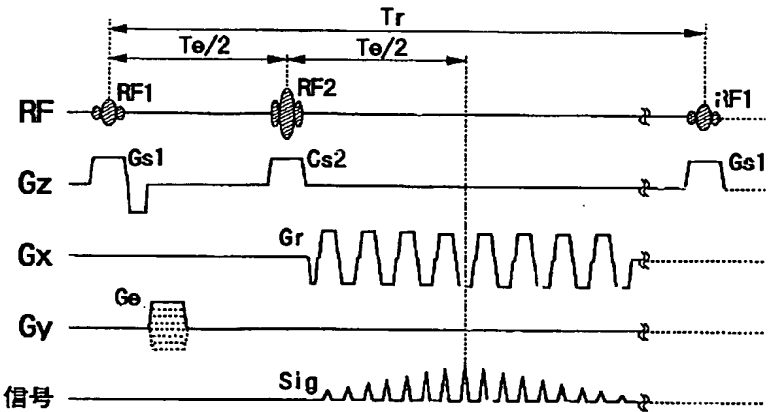 Tr
Te/2 Te/2
RF RF1 RF2 RF1
Gz Gs1 Cs2 Gs1
Gx Gr
Gy Ge
信号 Sig